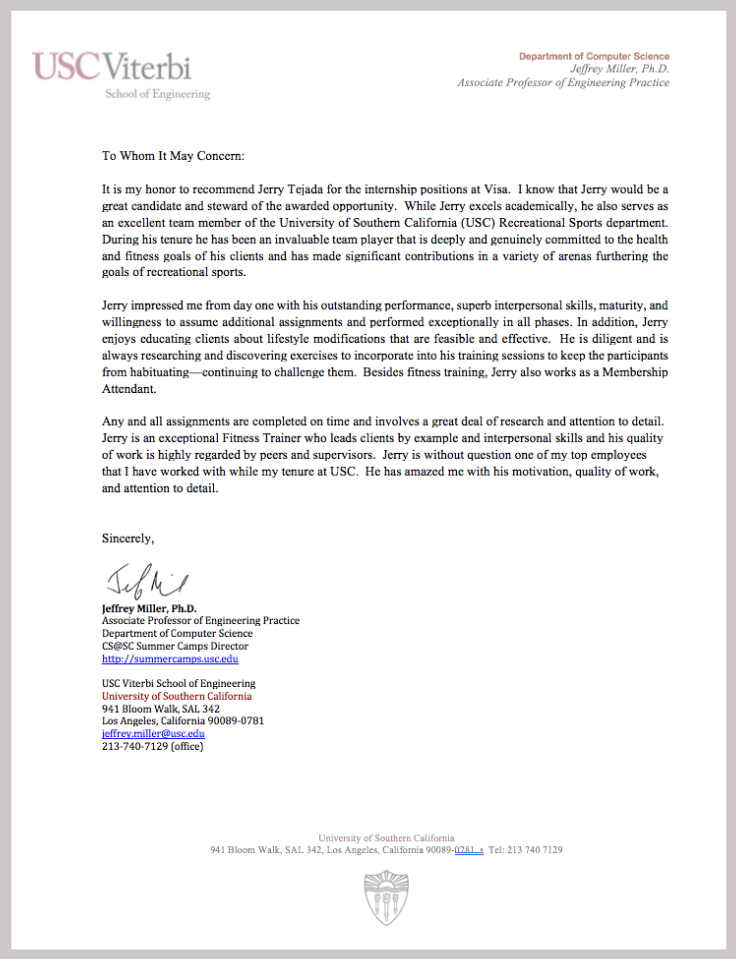 USC Viterbi
School of Engineering
Department of Computer Science
Jeffrey Miller, Ph.D.
Associate Professor of Engineering Practice
To Whom It May Concern:
It is my honor to recommend Jerry Tejada for the internship positions at Visa. I know that Jerry would be a
great candidate and steward of the awarded opportunity. While Jerry excels academically, he also serves as
an excellent team member of the University of Southern California (USC) Recreational Sports department.
During his tenure he has been an invaluable team player that is deeply and genuinely committed to the health
and fitness goals of his clients and has made significant contributions in a variety of arenas furthering the
goals of recreational sports.
Jerry impressed me from day one with his outstanding performance, superb interpersonal skills, maturity, and
willingness to assume additional assignments and performed exceptionally in all phases. In addition, Jerry
enjoys educating clients about lifestyle modifications that are feasible and effective. He is diligent and is
always researching and discovering exercises to incorporate into his training sessions to keep the participants
from habituating—continuing to challenge them. Besides fitness training, Jerry also works as a Membership
Attendant.
Any and all assignments are completed on time and involves a great deal of research and attention to detail.
Jerry is an exceptional Fitness Trainer who leads clients by example and interpersonal skills and his quality
of work is highly regarded by peers and supervisors. Jerry is without question one of my top employees
that I have worked with while my tenure at USC. He has amazed me with his motivation, quality of work,
and attention to detail.
Sincerely,
Jeff Mil
Jeffrey Miller, Ph.D.
Associate Professor of Engineering Practice
Department of Computer Science
CS@SC Summer Camps Director
http://summercamps.usc.edu
USC Viterbi School of Engineering
University of Southern California
941 Bloom Walk, SAL 342
Los Angeles, California 90089-0781
jeffrey.miller@usc.edu
213-740-7129 (office)
University of Southern California
941 Bloom Walk, SAL 342, Los Angeles, California 90089-0781 • Tel: 213 740 7129